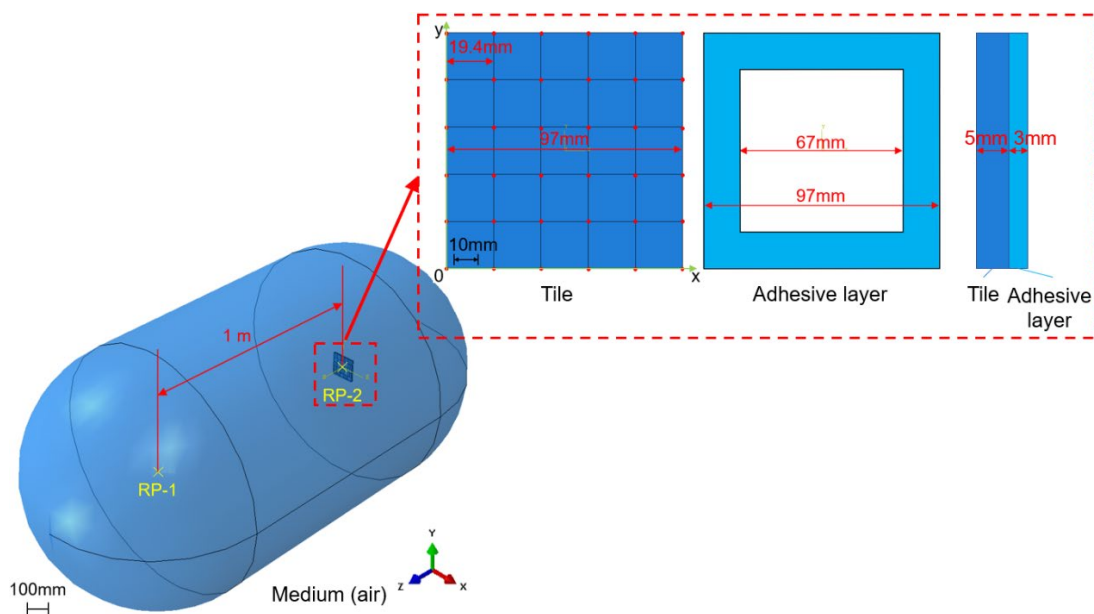 y
19.4mm
97mm
67mm
97mm
5mm 3mm
10mm
0
x
Tile
Adhesive layer
Tile Adhesive
layer
1 m
RP-2
RP-1
Y
Z
X
100mm
Medium (air)